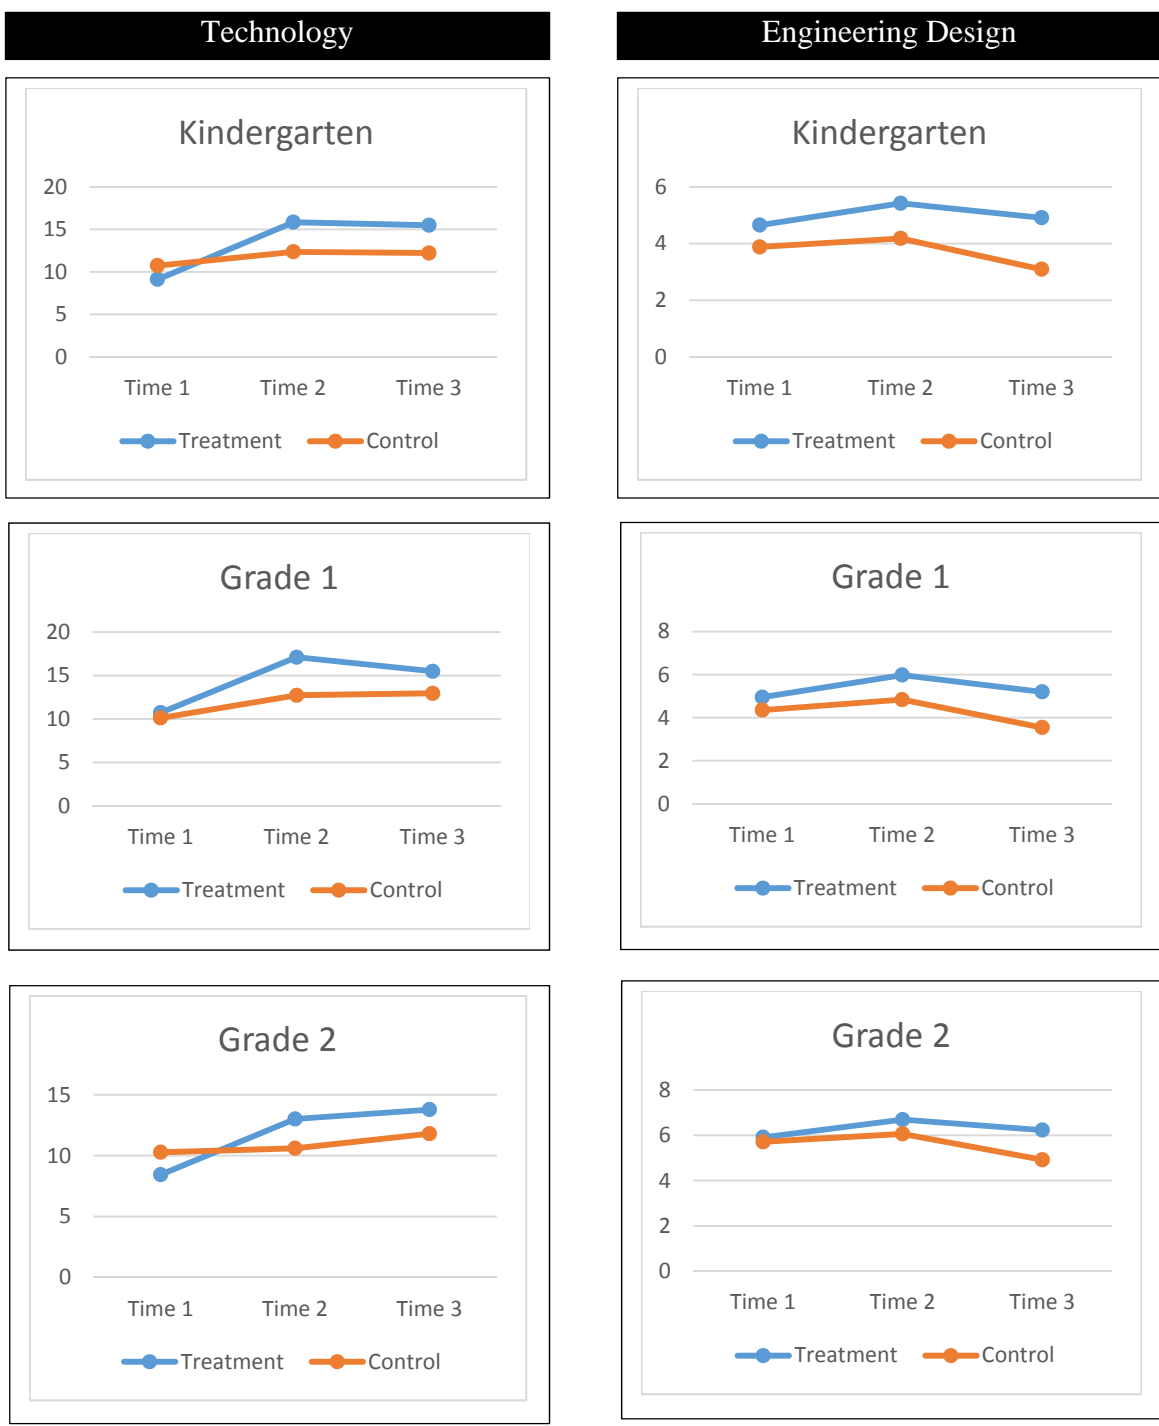 Technology
Kindergarten
20
15
10
5
0
Time 1 Time 2 Time 3
Treatment Control
Grade 1
20
15
10
5
0
Time 1 Time 2 Time 3
Treatment Control
Grade 2
15
10
5
0
Time 1 Time 2 Time 3
Treatment Control
Engineering Design
Kindergarten
6
4
2
0
Time 1 Time 2 Time 3
Treatment Control
Grade 1
8
6
4
2
0
Time 1 Time 2 Time 3
Treatment Control
Grade 2
8
6
4
2
0
Time 1 Time 2 Time 3
Treatment Control